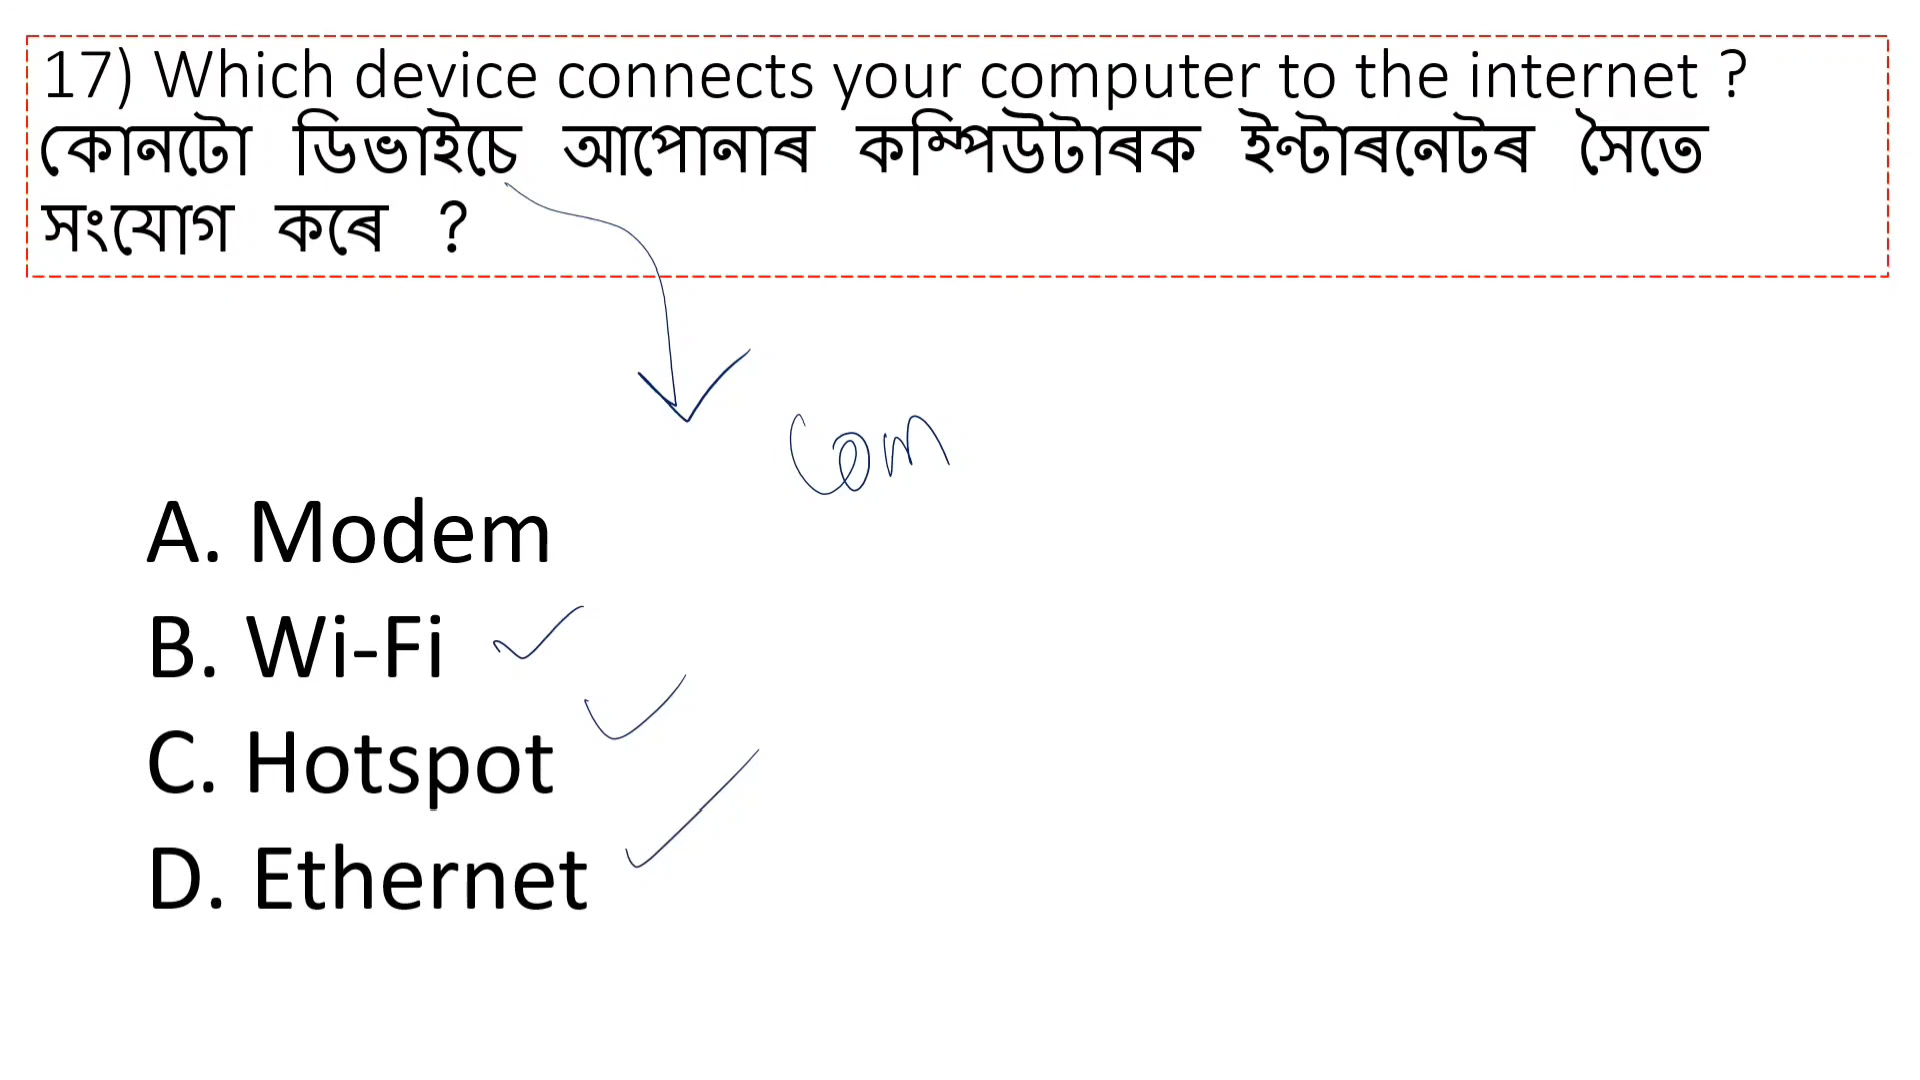 17) Which device connects your computer to the internet ?
কোনটো ডিভাইচে আপোনাৰ কম্পিউটাৰক ইণ্টাৰনেটৰ সৈতে
সংযোগ কৰে ?
Com
A. Modem
B. Wi-Fi
C. Hotspot
D. Ethernet